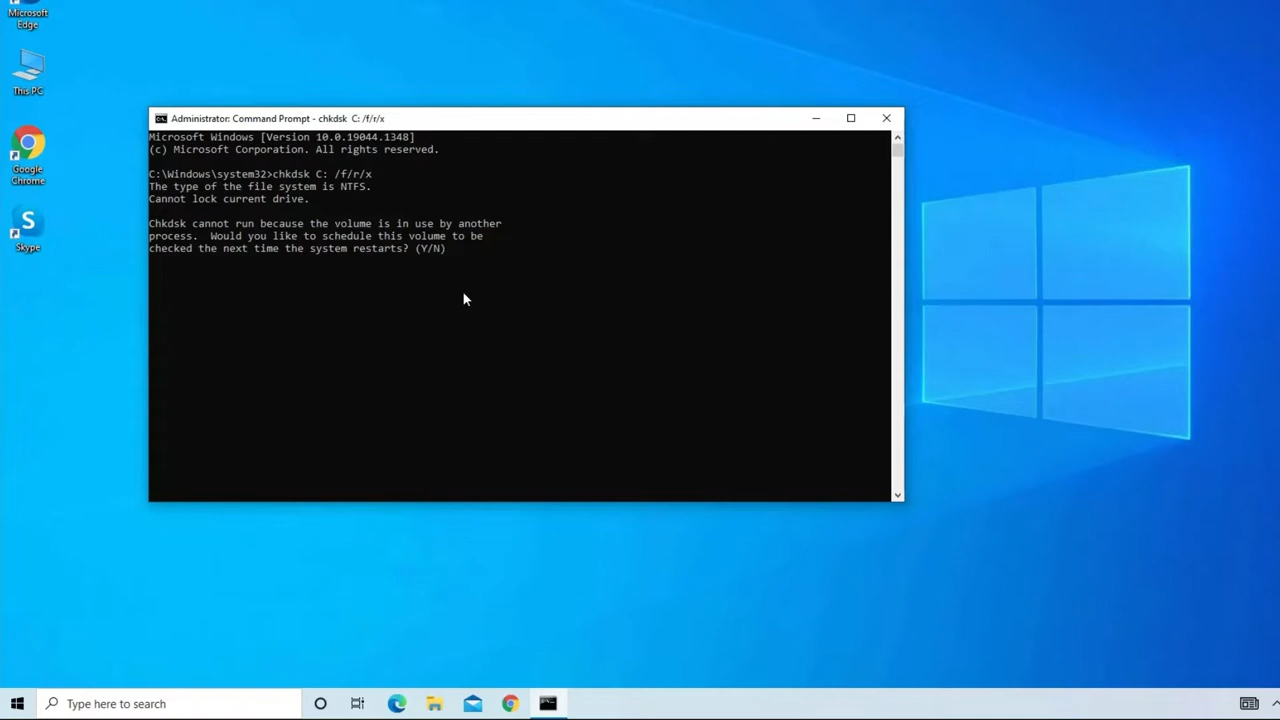 Microsoft
Edge
This PC
Google
Chrome
S
Skype
Administrator: Command Prompt - chkdsk  C: /f/r/x
Microsoft Windows [Version 10.0.19044.1348]
(c) Microsoft Corporation. All rights reserved.
C:\Windows\system32>chkdsk C: /f/r/x
The type of the file system is NTFS.
Cannot lock current drive.
Chkdsk cannot run because the volume is in use by another
process.  Would you like to schedule this volume to be
checked the next time the system restarts? (Y/N)
Type here to search